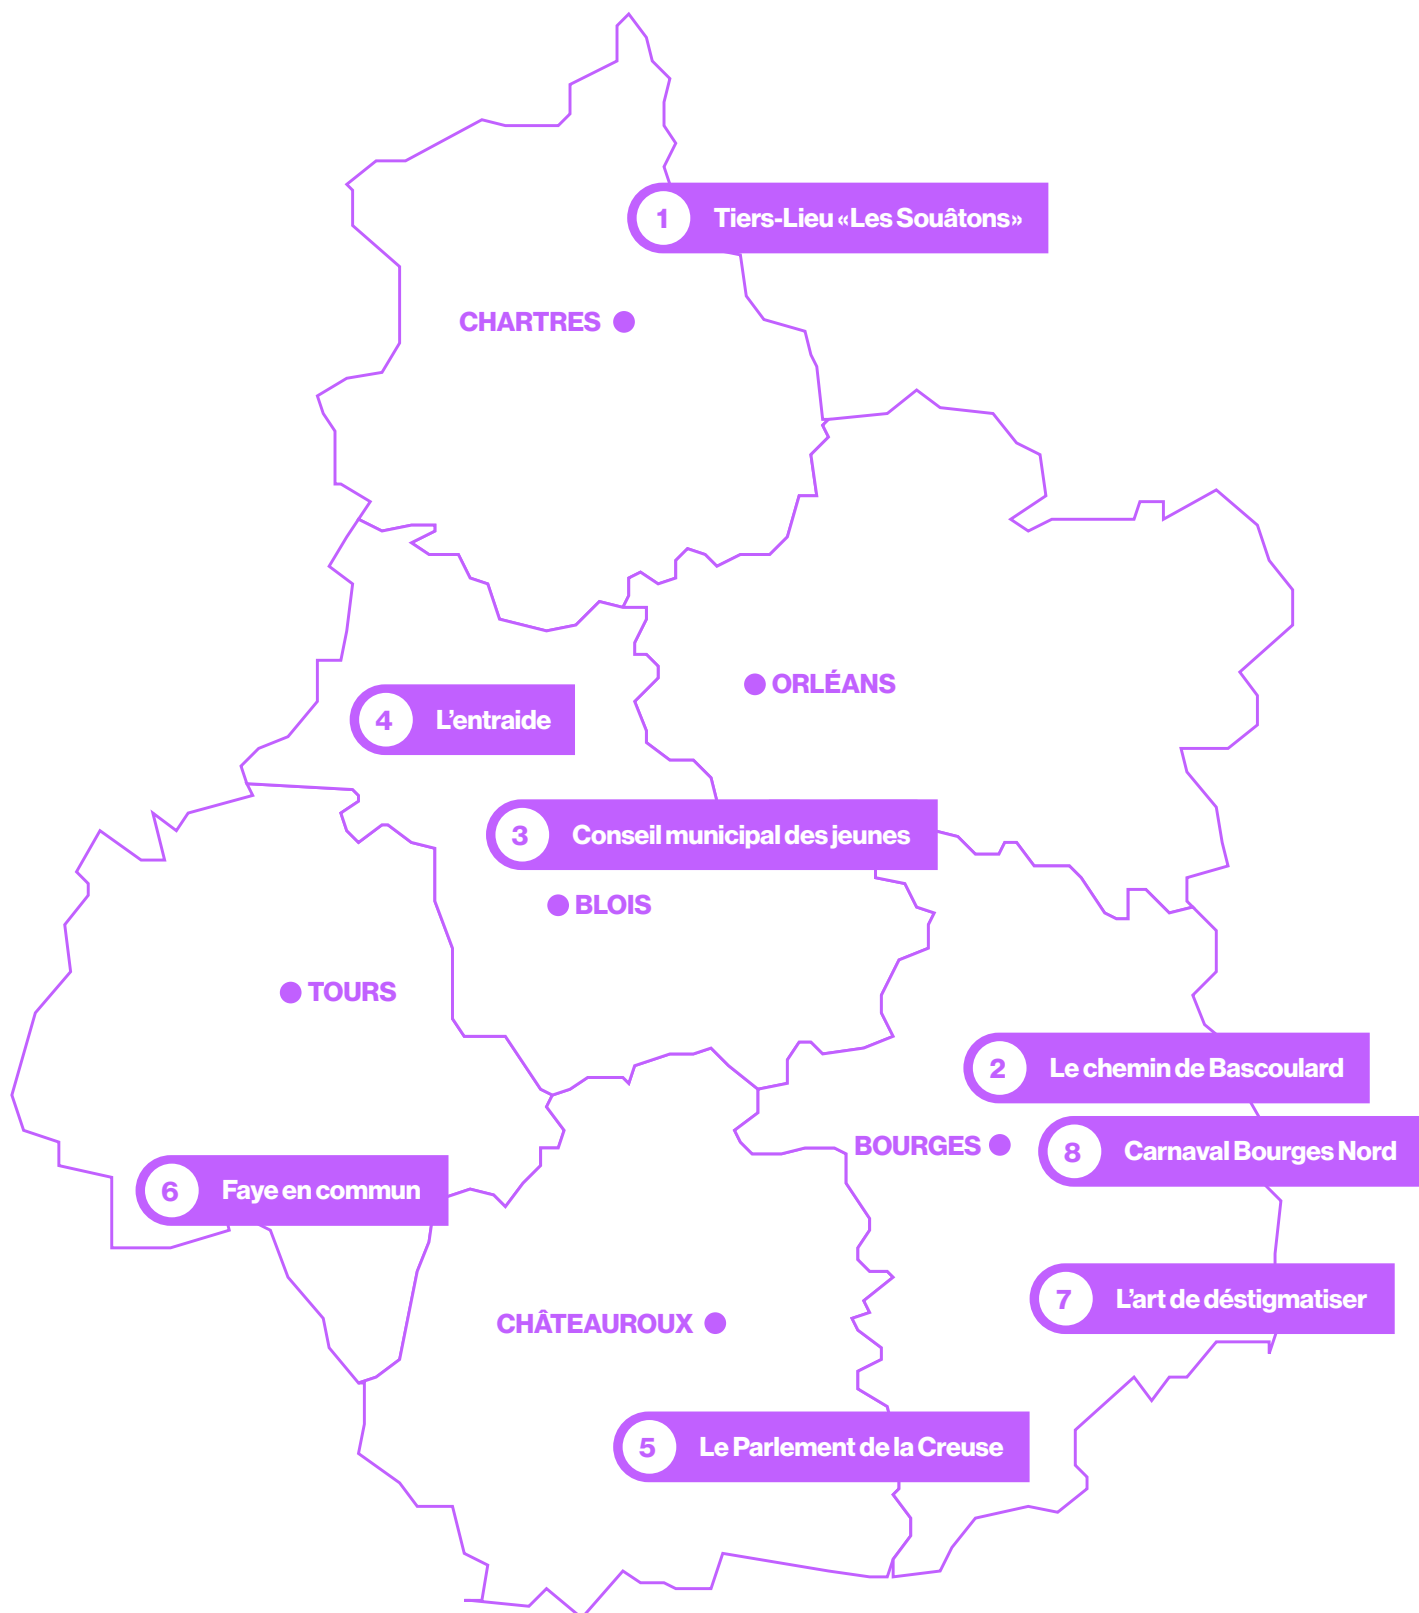 1 Tiers-Lieu «Les Souâtons»
CHARTRES
ORLÉANS
4 L'entraide
3 Conseil municipal des jeunes
BLOIS
TOURS
2 Le chemin de Bascoulard
BOURGES
8 Carnaval Bourges Nord
6 Faye en commun
7 L'art de déstigmatiser
CHÂTEAUROUX
5 Le Parlement de la Creuse